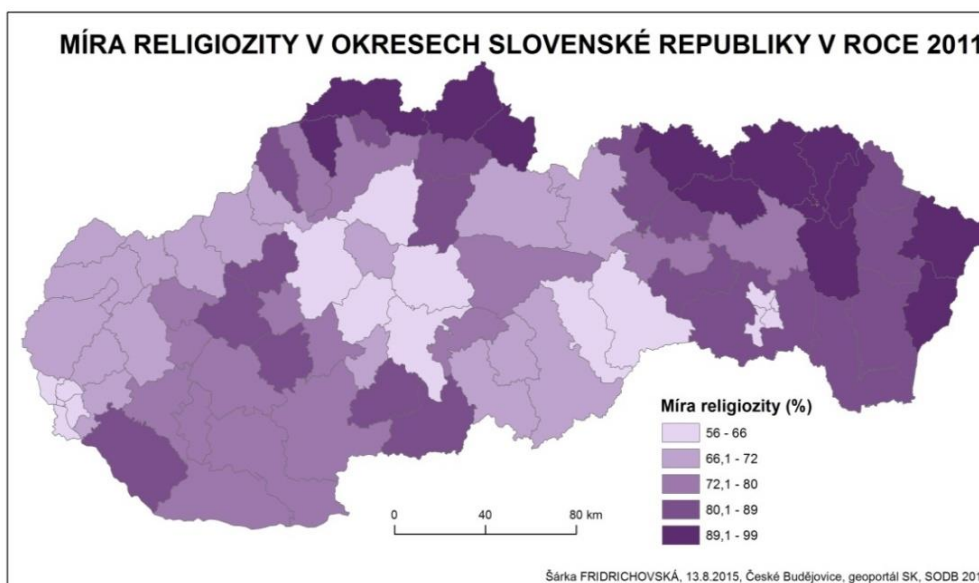 MÍRA RELIGIOZITY V OKRESECH SLOVENSKÉ REPUBLIKY V ROCE 2011
Míra religiozity (%)
56 - 66
66,1 - 72
72,1 - 80
80,1 - 89
89,1 - 99
0 40 80 km
Šárka FRIDRICHOVSKÁ, 13.8.2015, České Budějovice, geoportál SK, SODB 201